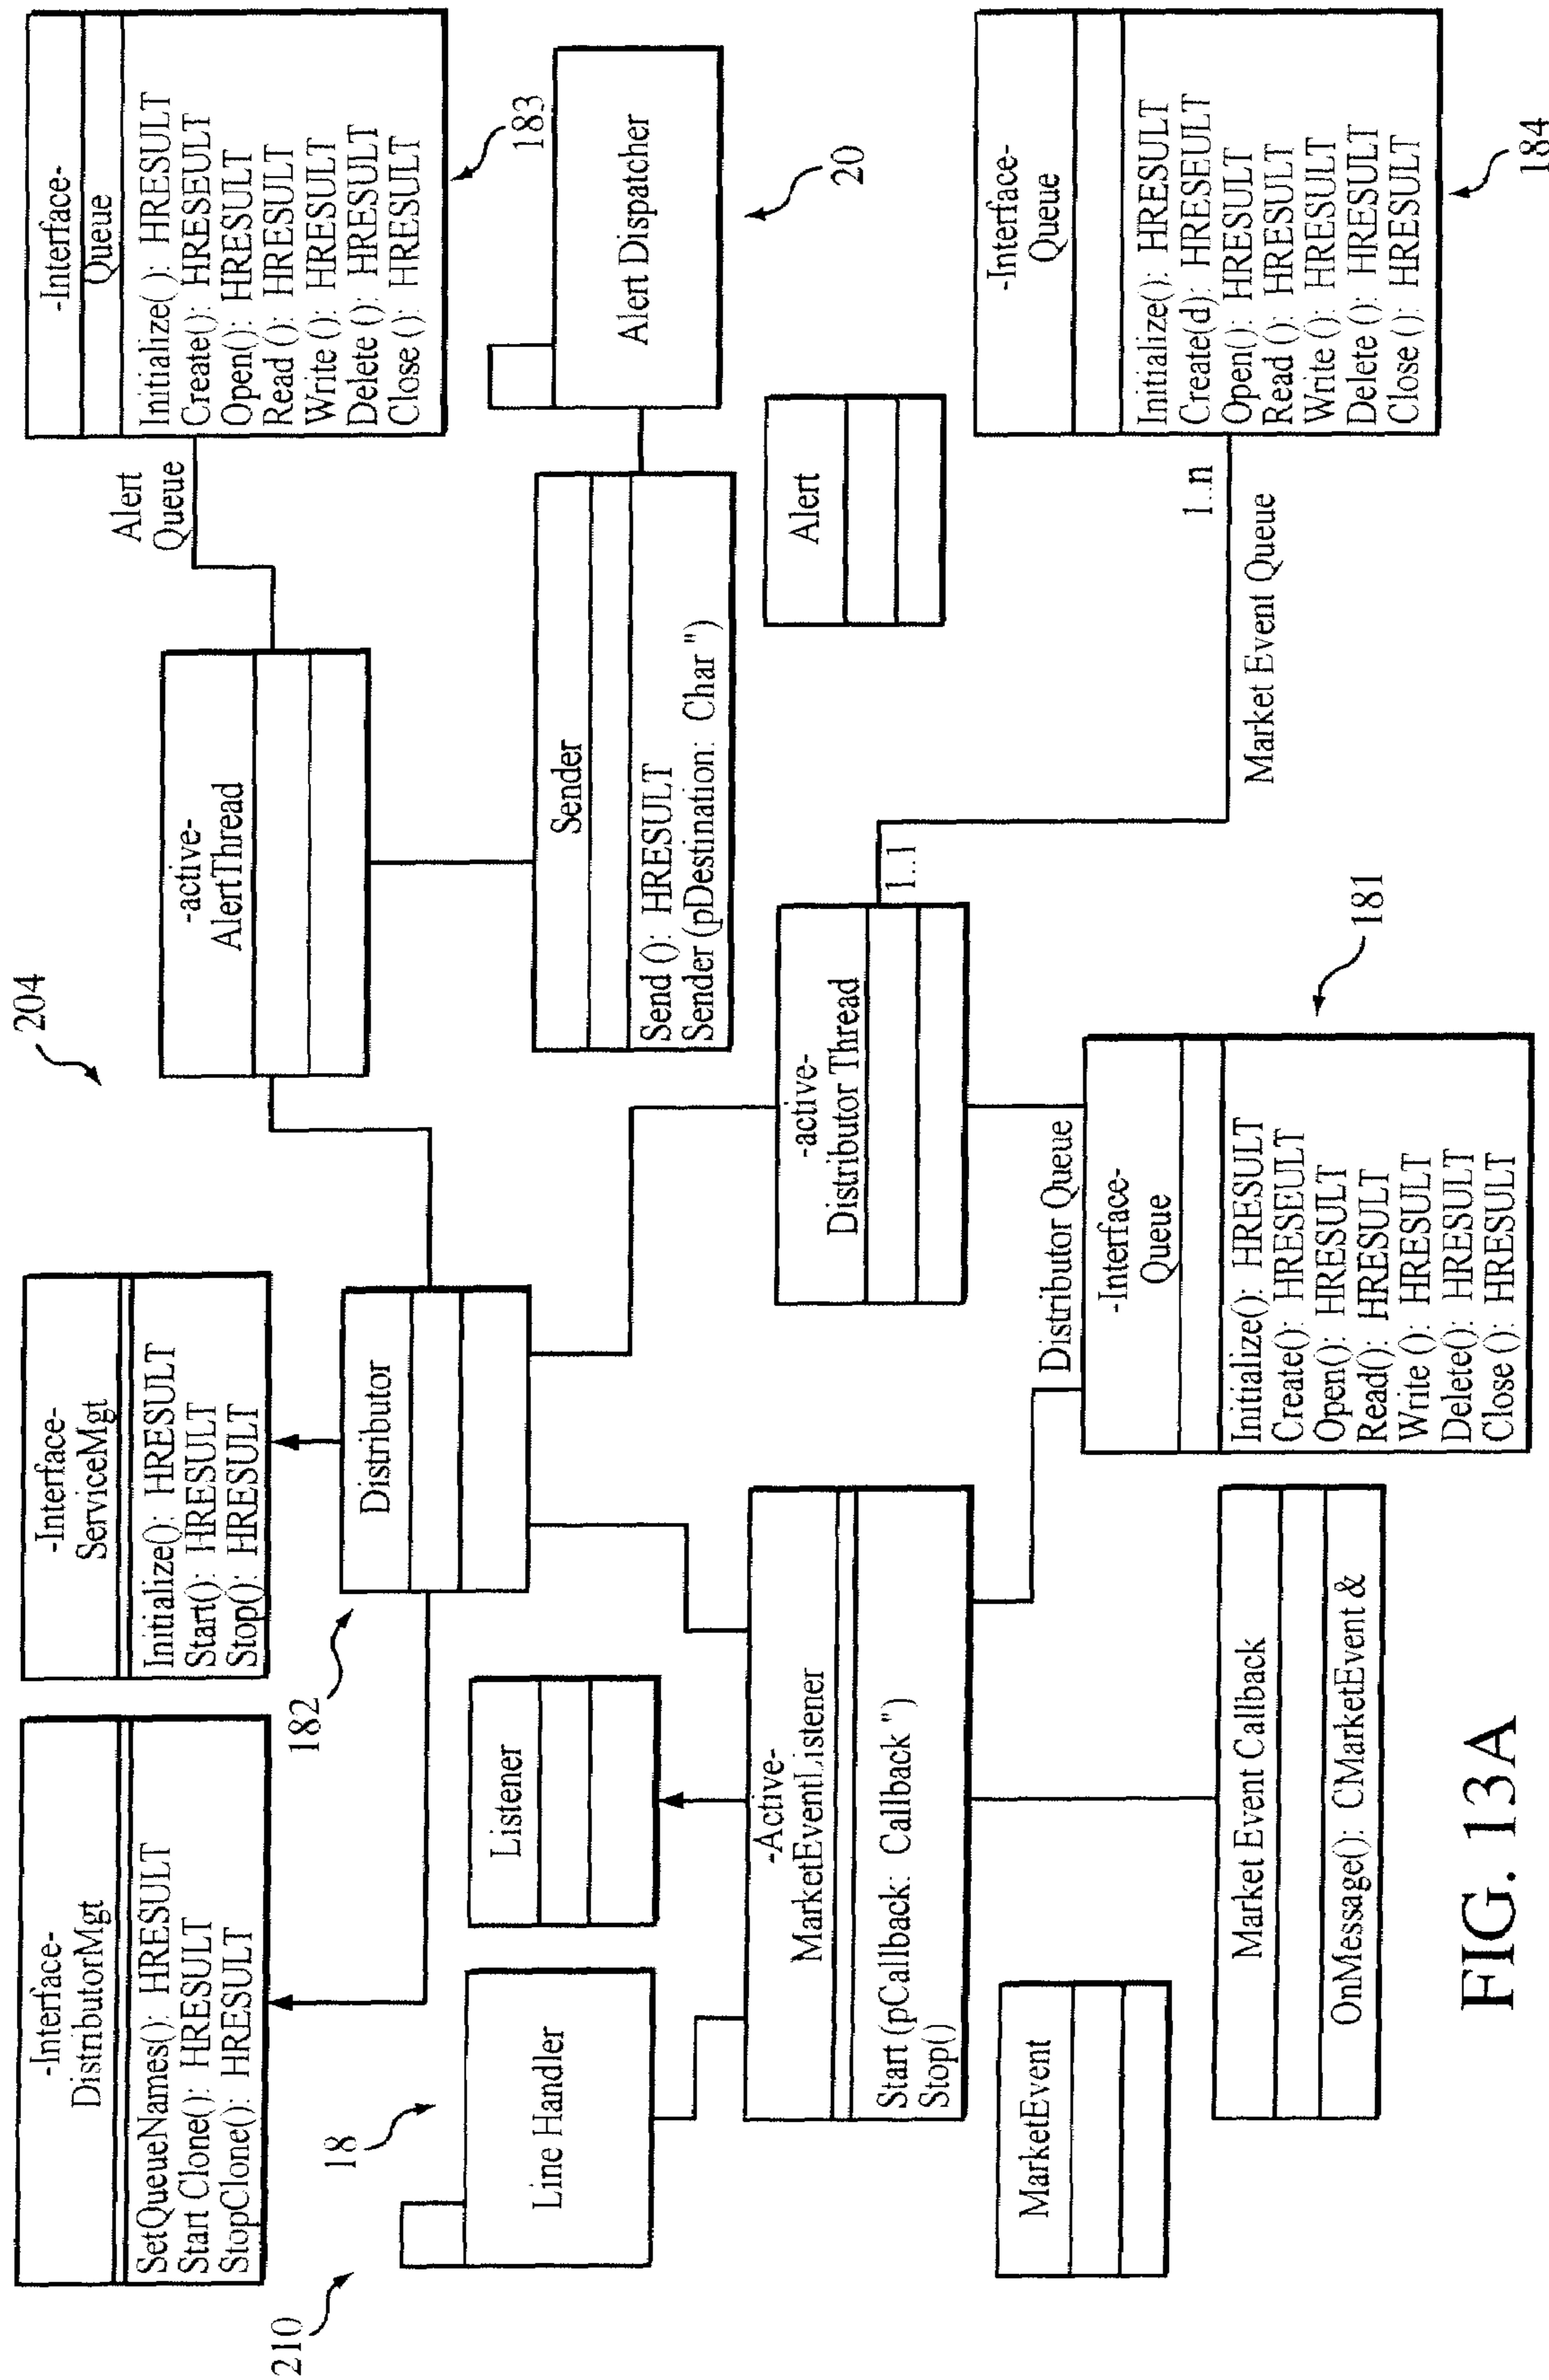 -Interface-
DistributorMgt
SetQueueNames(): HRESULT
Start Clone(): HRESULT
StopClone(): HRESULT
-Interface-
ServiceMgt
Initialize(): HRESULT
Start(): HRESULT
Stop(): HRESULT
204
-Interface-
Queue
Initialize( ): HRESULT
Create(): HRESEULT
Open(): HRESULT
Read (): HRESULT
Write (): HRESULT
Delete (): HRESULT
Close (): HRESULT
183
Alert
Queue
-active-
AlertThread
182
Distributor
210
18
Line Handler
Listener
Sender
Send (): HRESULT
Sender (pDestination: Char ")
Alert Dispatcher
20
Alert
-Active-
MarketEventListener
Start (pCallback: Callback ")
Stop()
-active-
Distributor Thread
1..1
1..n
Market Event Queue
-Interface-
Queue
Initialize(): HRESULT
Create(d): HRESEULT
Open(): HRESULT
Read (): HRESULT
Write (): HRESULT
Delete (): HRESULT
Close (): HRESULT
184
MarketEvent
Distributor Queue
-Interface-
Queue
Initialize(): HRESULT
Create(): HRESEULT
Open(): HRESULT
Read(): HRESULT
Write (): HRESULT
Delete(): HRESULT
Close (): HRESULT
181
Market Event Callback
OnMessage(): CMarketEvent &
FIG. 13A